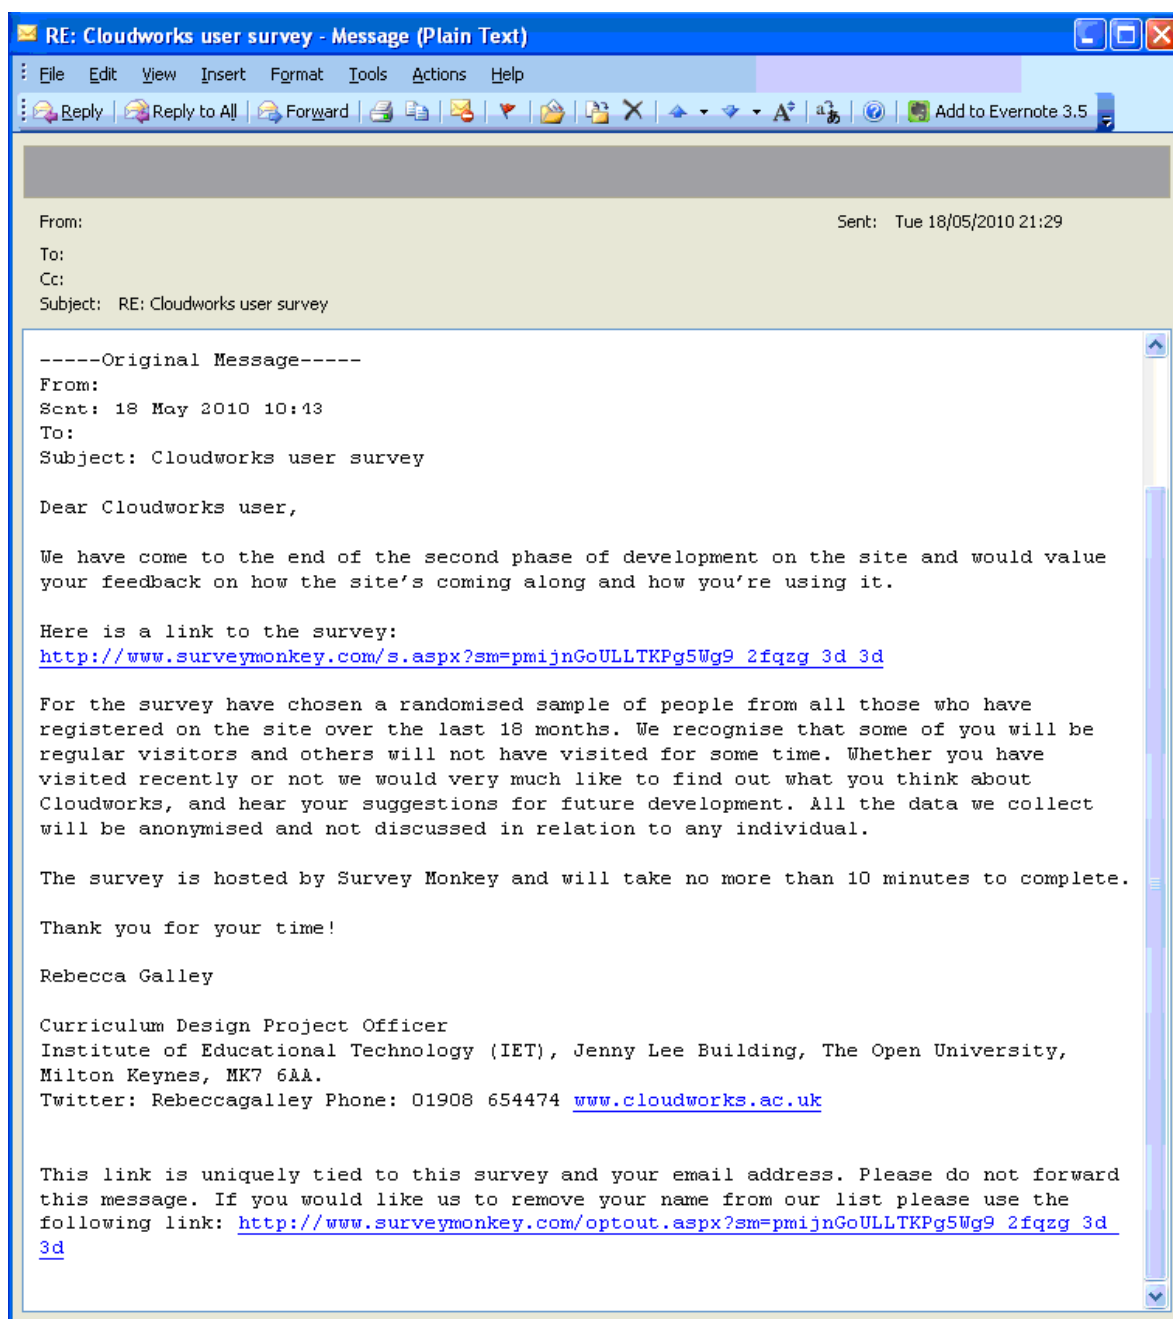 RE: Cloudworks user survey - Message (Plain Text)
File Edit View Insert Format Tools Actions Help
Reply Reply to All Forward Add to Evernote 3.5
From: Sent: Tue 18/05/2010 21:29
To:
Cc:
Subject: RE: Cloudworks user survey
-----Original Message-----
From:
Sent: 18 May 2010 10:43
To:
Subject: Cloudworks user survey
Dear Cloudworks user,
We have come to the end of the second phase of development on the site and would value
your feedback on how the site's coming along and how you're using it.
Here is a link to the survey:
http://www.surveymonkey.com/s.aspx?sm=pmijnGoULLTKPg5Wg9 2fqzg 3d 3d
For the survey have chosen a randomised sample of people from all those who have
registered on the site over the last 18 months. We recognise that some of you will be
regular visitors and others will not have visited for some time. Whether you have
visited recently or not we would very much like to find out what you think about
Cloudworks, and hear your suggestions for future development. All the data we collect
will be anonymised and not discussed in relation to any individual.
The survey is hosted by Survey Monkey and will take no more than 10 minutes to complete.
Thank you for your time!
Rebecca Galley
Curriculum Design Project Officer
Institute of Educational Technology (IET), Jenny Lee Building, The Open University,
Milton Keynes, MK7 6AA.
Twitter: Rebeccagalley Phone: 01908 654474 www.cloudworks.ac.uk
This link is uniquely tied to this survey and your email address. Please do not forward
this message. If you would like us to remove your name from our list please use the
following link: http://www.surveymonkey.com/optout.aspx?sm=pmijnGoULLTKPg5Wg9 2fqzg 3d
3d